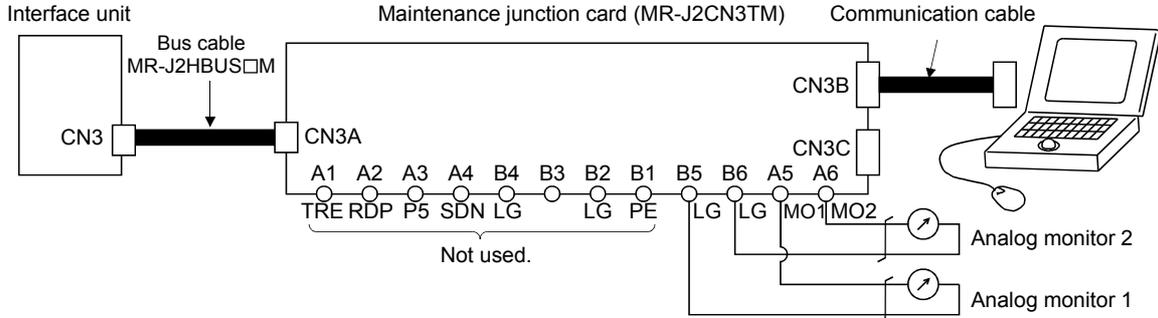 Interface unit
Maintenance junction card (MR-J2CN3TM)
Communication cable
Bus cable
MR-J2HBUS□M
CN3
CN3A
CN3B
CN3C
A1 A2 A3 A4 B4 B3 B2 B1 B5 B6 A5 A6
TRE RDP P5 SDN LG LG PE LG LG MO1 MO2
Not used.
Analog monitor 2
Analog monitor 1